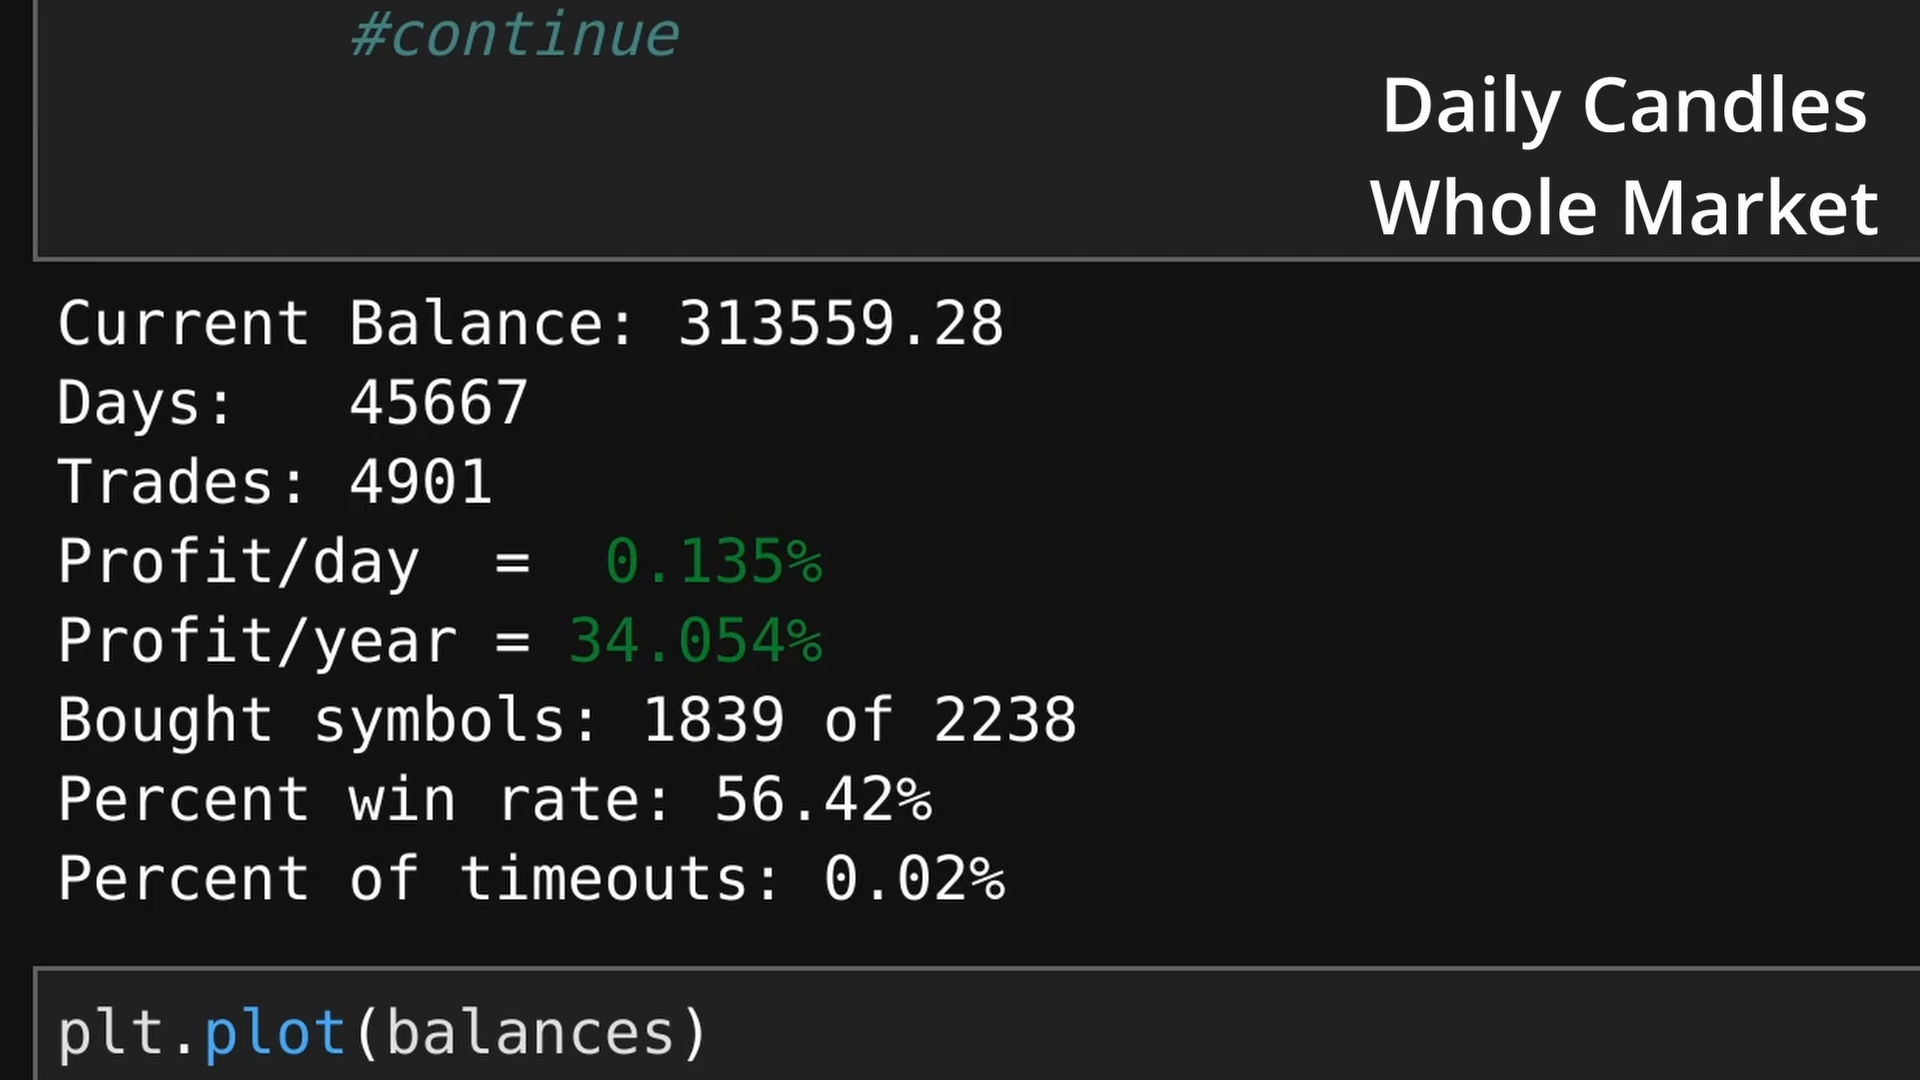 #continue
Daily Candles
Whole Market
Current Balance: 313559.28
Days:   45667
Trades: 4901
Profit/day  =  0.135%
Profit/year = 34.054%
Bought symbols: 1839 of 2238
Percent win rate: 56.42%
Percent of timeouts: 0.02%
plt.plot(balances)